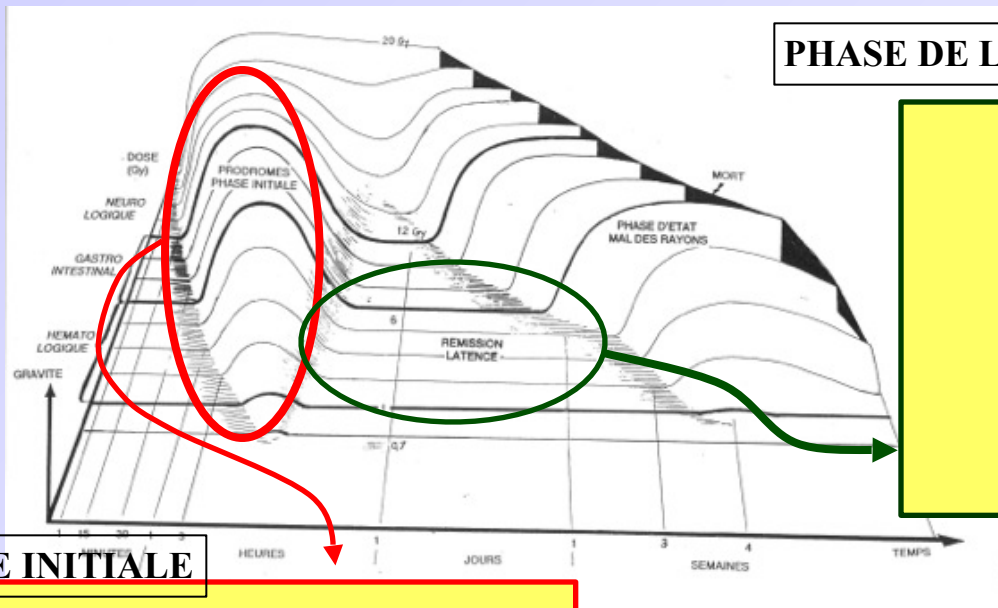 20 g
PHASE DE L
DOSE
(Gy)
PRODROMES
PHASE INITIALE
MORT
NEURO
LOGIQUE
12 Gy
PHASE D'ETAT
MAL DES RAYONS
GASTRO
INTESTINAL
6
HEMATO
LOGIQUE
REMISSION
LATENCE
GRAVITE
1
0,7
1 15 30 1 3 1 1 3 4
MINUTES HEURES JOURS SEMAINES TEMPS
E INITIALE